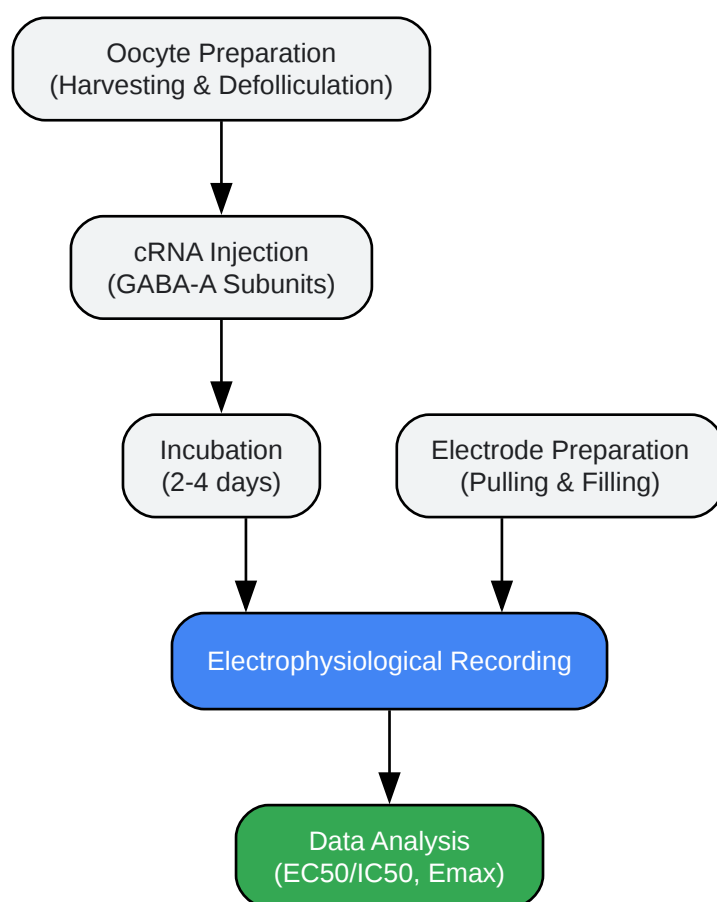 Oocyte Preparation
(Harvesting & Defolliculation)
cRNA Injection
(GABA-A Subunits)
Incubation
(2-4 days)
Electrode Preparation
(Pulling & Filling)
Electrophysiological Recording
Data Analysis
(EC50/IC50, Emax)